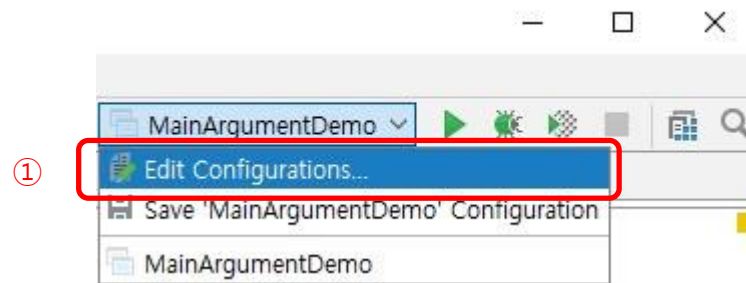 MainArgumentDemo
① Edit Configurations...
Save 'MainArgumentDemo' Configuration
MainArgumentDemo